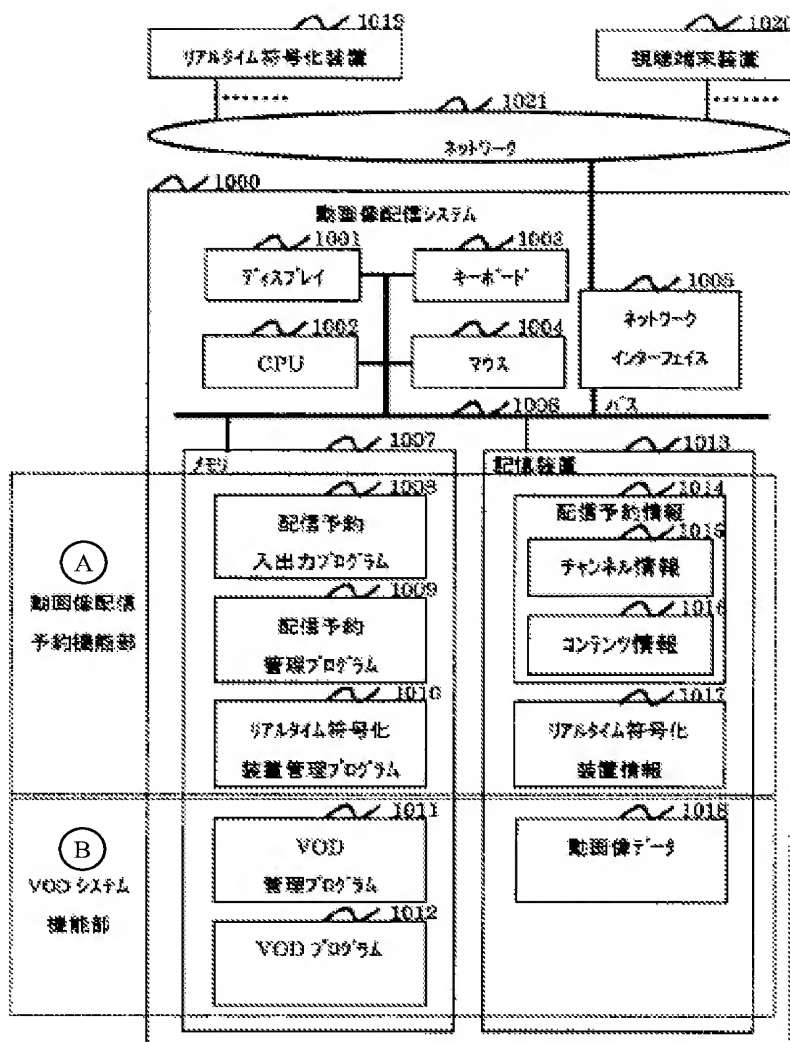 1019
リアルタイム符号化装置
1020
視聴端末装置
1021
ネットワーク
1000
動画像配信システム
1001
ディスプレイ
1003
キーボード
1005
ネットワーク
インターフェイス
1002
CPU
1004
マウス
1006
バス
1007
メモリ
1013
配信装置
1008
配信予約
入出力プログラム
1014
配信予約情報
1015
チャンネル情報
A
動画像配信
予約機能部
1009
配信予約
管理プログラム
1016
コンテンツ情報
1010
リアルタイム符号化
装置管理プログラム
1017
リアルタイム符号化
装置情報
B
VODシステム
機能部
1011
VOD
管理プログラム
1018
動画像データ
1012
VODプログラム